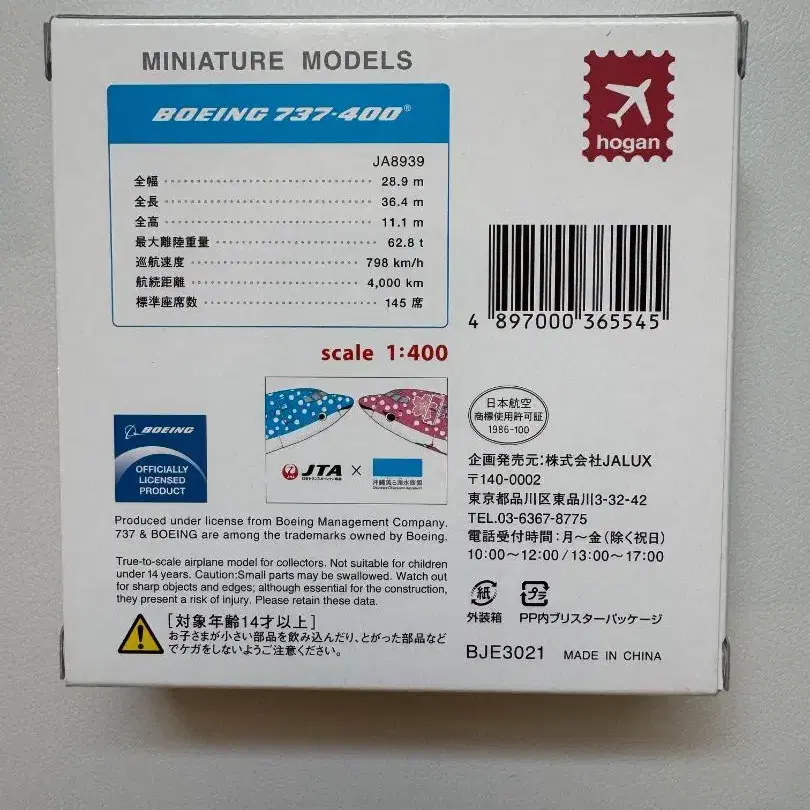 MINIATURE MODELS
hogan
BOEING 737-400®
JA8939
全幅 28.9 m
全長 36.4 m
全高 11.1 m
最大離陸重量 62.8 t
巡航速度 798 km/h
航続距離 4,000 km
標準座席数 145 席
4 897000 365545
scale 1:400
JTA ×
BOEING
OFFICIALLY
LICENSED
PRODUCT
日本航空
商標使用許可証
1986-100
企画発売元:株式会社JALUX
〒140-0002
東京都品川区東品川3-32-42
TEL.03-6367-8775
電話受付時間:月〜金(除く祝日)
10:00〜12:00/13:00〜17:00
Produced under license from Boeing Management Company.
737 & BOEING are among the trademarks owned by Boeing.
True-to-scale airplane model for collectors. Not suitable for children
under 14 years. Caution:Small parts may be swallowed. Watch out
for sharp objects and edges; although essential for the construction,
they present a risk of injury. Please retain these data.
[対象年齢14才以上]
お子さまが小さい部品を飲み込んだり、とがった部品など
でケガをしないようご注意ください。
紙 プラ
外装箱 PP内ブリスターパッケージ
BJE3021 MADE IN CHINA